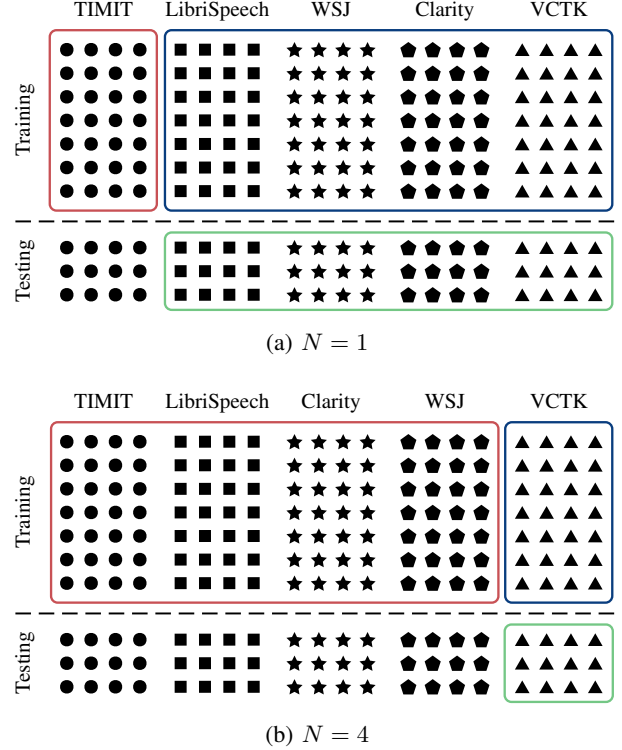 TIMIT LibriSpeech WSJ Clarity VCTK
Training
Testing
(a) N = 1
TIMIT LibriSpeech Clarity WSJ VCTK
Training
Testing
(b) N = 4